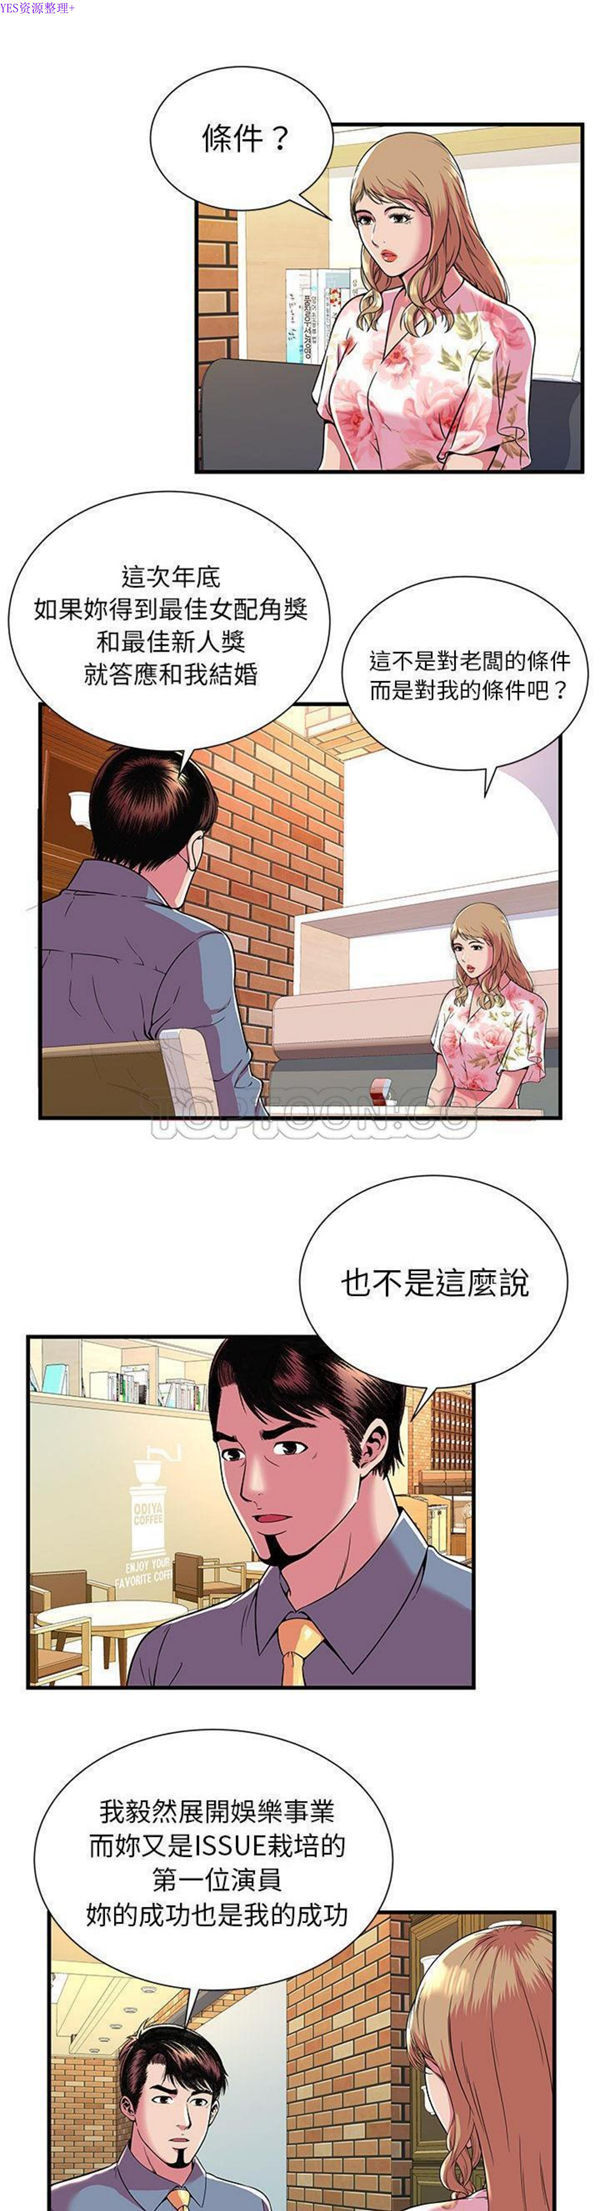 YES资源整理+
條件？
這次年底
如果妳得到最佳女配角獎
和最佳新人獎
就答應和我結婚
這不是對老闆的條件
而是對我的條件吧？
TOPTOON.CO
也不是這麼說
ODIYA
COFFEE
ENJOY YOUR
FAVORITE COFF
我毅然展開娛樂事業
而妳又是ISSUE栽培的
第一位演員
妳的成功也是我的成功